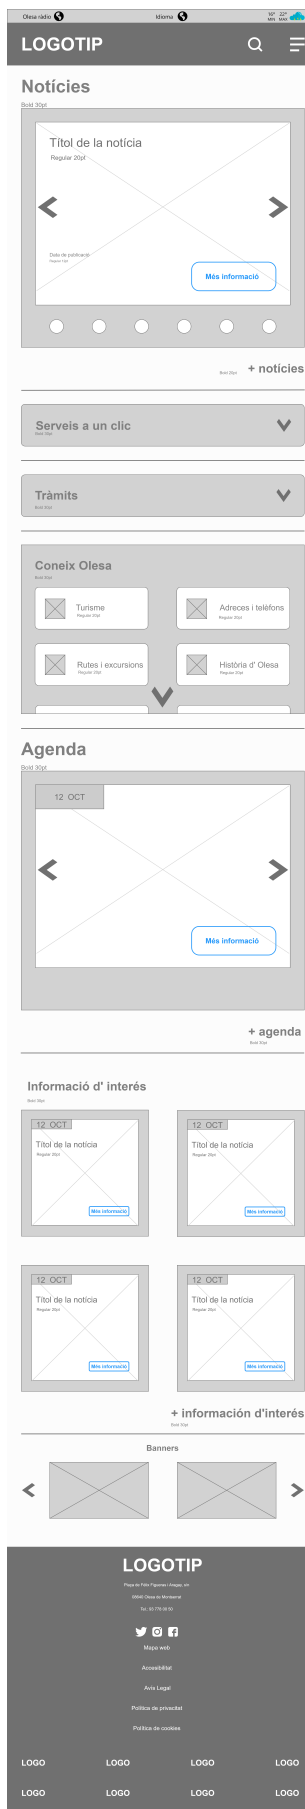 Olesa ràdio
Idioma
16º 22º
MIN MAX
LOGOTIP
Notícies
Bold 30pt
Títol de la notícia
Regular 20pt
Data de publicació
Regular 14pt
Més informació
+ notícies
Bold 20pt
Serveis a un clic
Bold 30pt
Tràmits
Bold 30pt
Coneix Olesa
Bold 30pt
Turisme
Regular 20pt
Adreces i telèfons
Regular 20pt
Rutes i excursions
Regular 20pt
Història d' Olesa
Regular 20pt
Agenda
Bold 30pt
12 OCT
Més informació
+ agenda
Bold 20pt
Informació d' interés
Bold 30pt
12 OCT
Títol de la notícia
Regular 20pt
Més informació
12 OCT
Títol de la notícia
Regular 20pt
Més informació
12 OCT
Títol de la notícia
Regular 20pt
Més informació
12 OCT
Títol de la notícia
Regular 20pt
Més informació
+ información d'interés
Bold 20pt
Banners
LOGOTIP
Plaça de Fèlix Figueras i Aragay, s/n
08640 Olesa de Montserrat
Tel.: 93 778 00 50
Mapa web
Accesibilitat
Avis Legal
Política de privacitat
Política de cookies
LOGO LOGO LOGO LOGO
LOGO LOGO LOGO LOGO